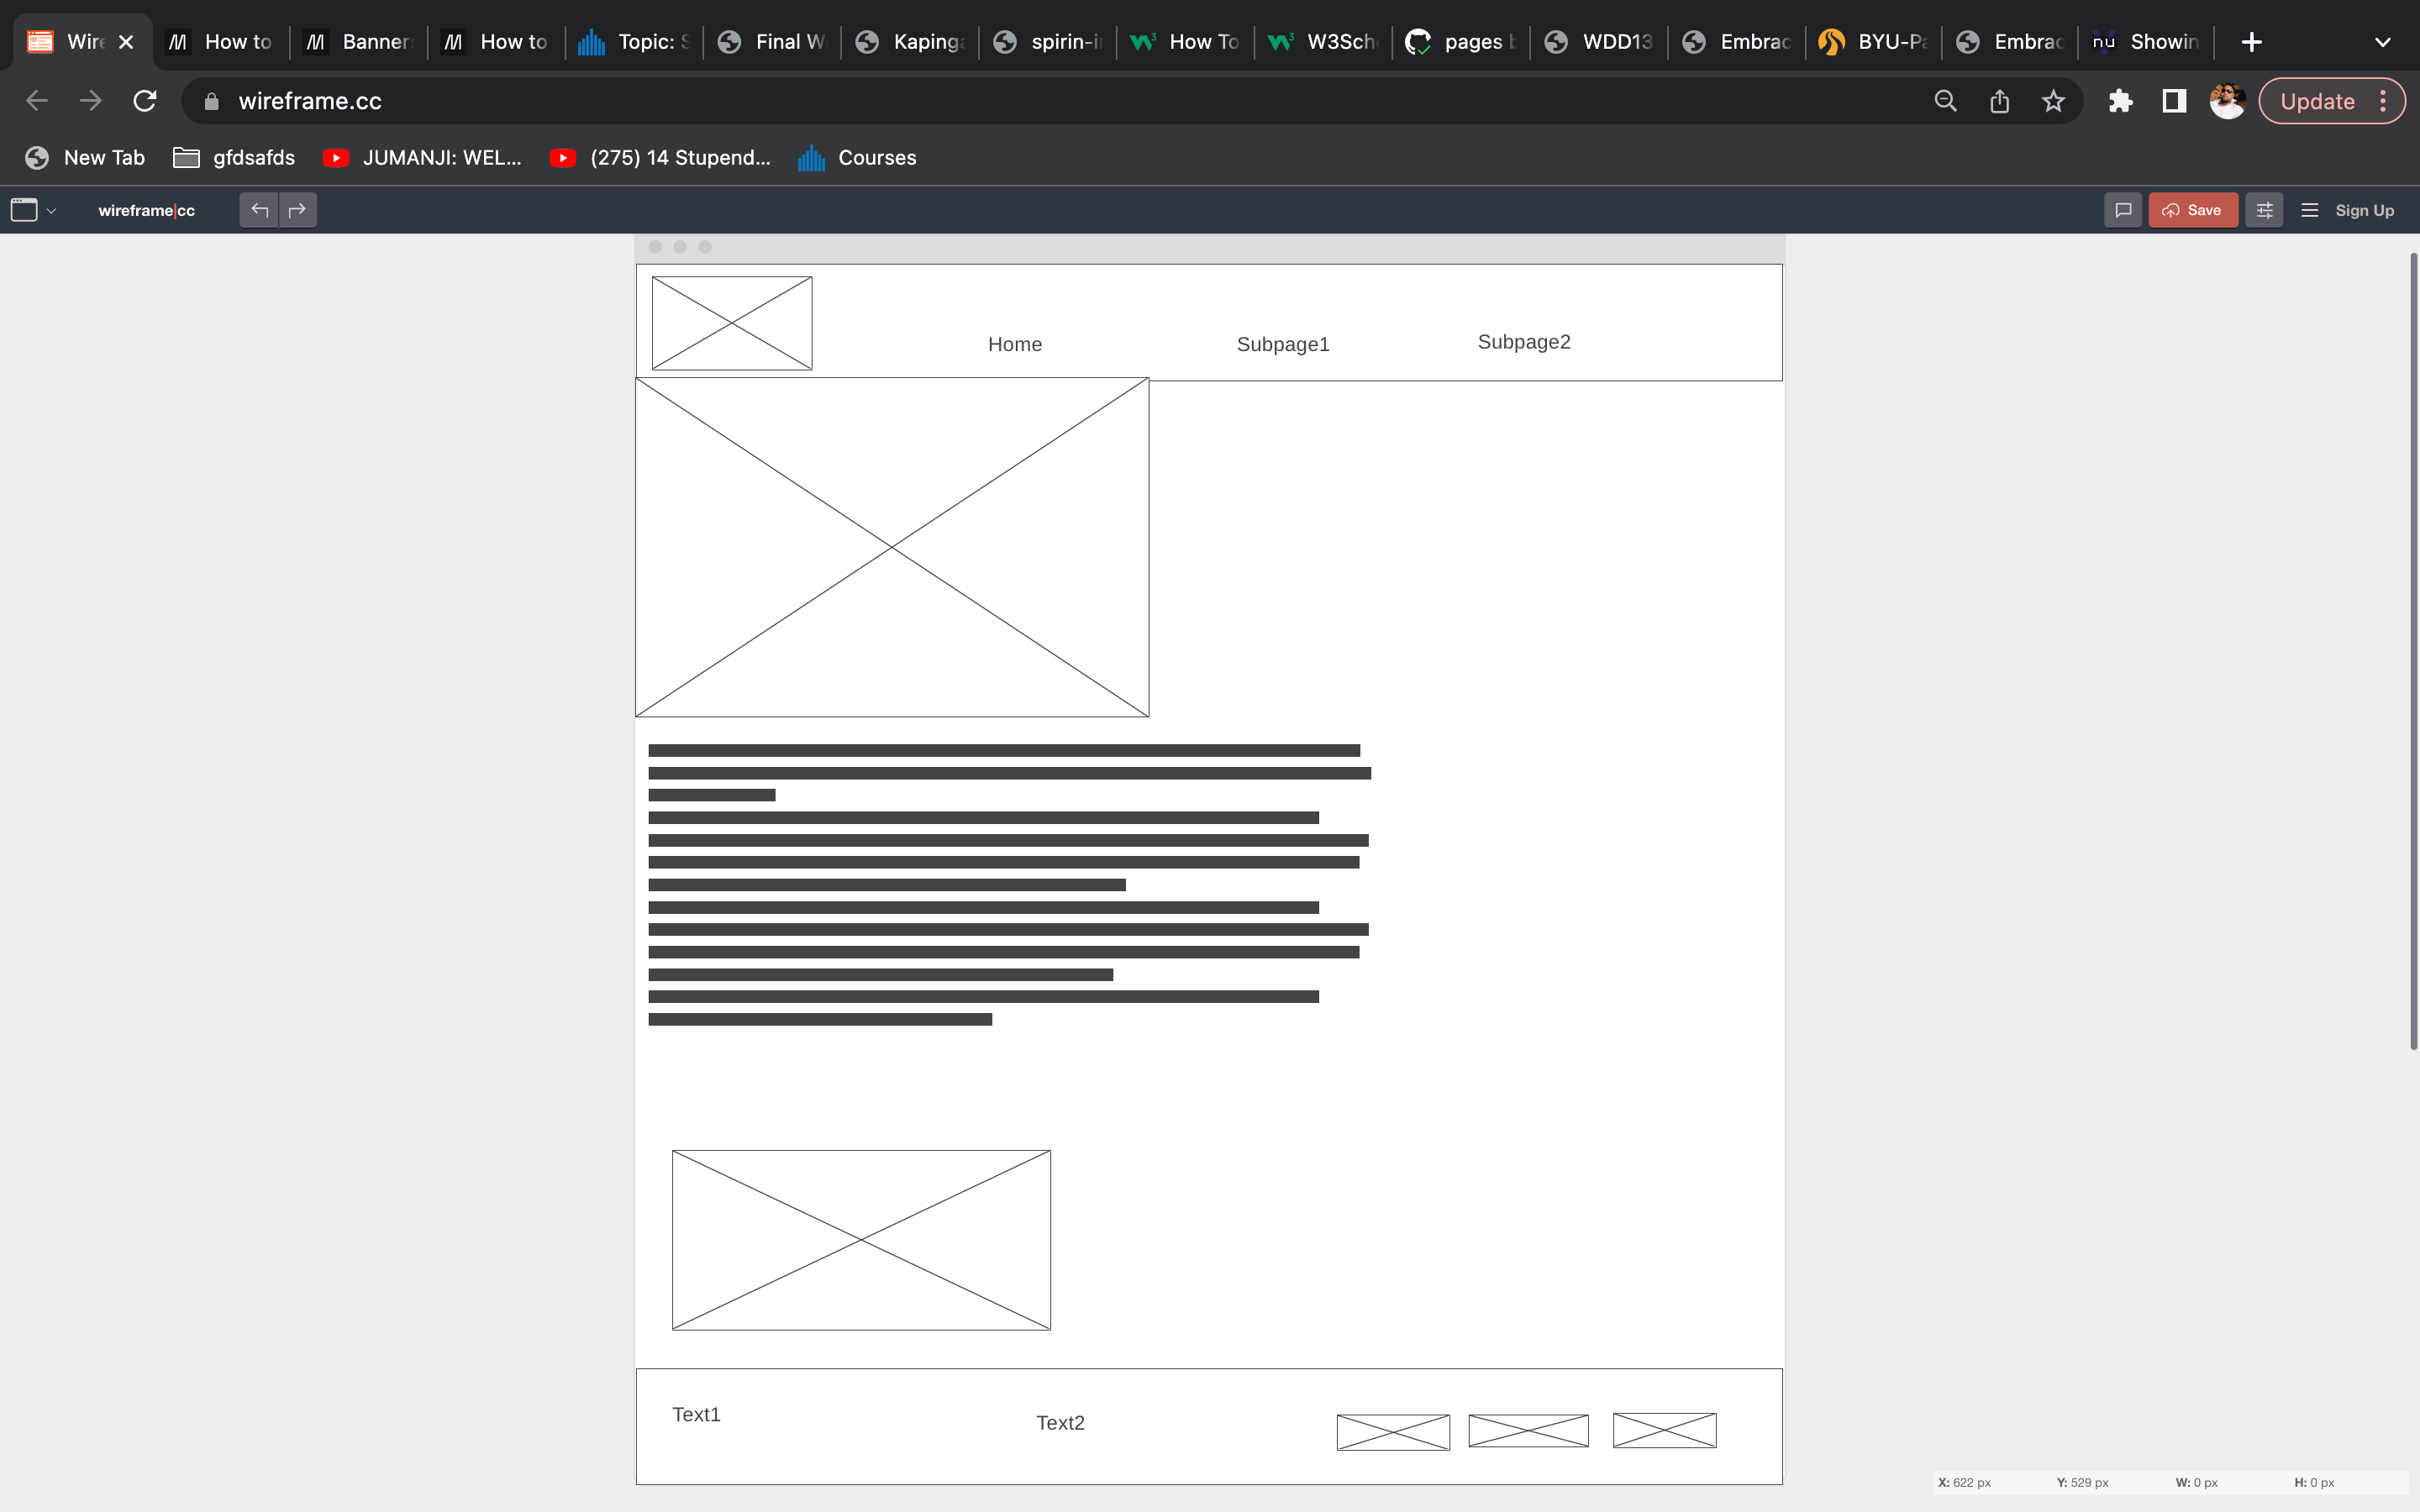 Wire How to Banner How to Topic: S Final W Kapinga spirin-i How To W3Sch pages b WDD13 Embrac BYU-Pa Embrac nu Showin
wireframe.cc Update
New Tab gfdsafds JUMANJI: WEL... (275) 14 Stupend... Courses
wireframe|cc Save Sign Up
Home Subpage1 Subpage2
Text1 Text2
X: 622 px Y: 529 px W: 0 px H: 0 px